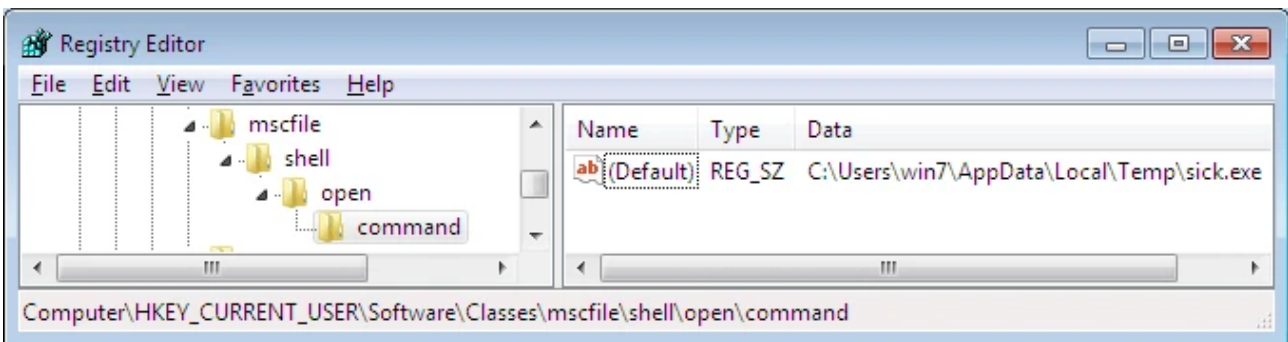 Registry Editor
File Edit View Favorites Help
mscfile
shell
open
command
Name Type Data
ab (Default) REG_SZ C:\Users\win7\AppData\Local\Temp\sick.exe
Computer\HKEY_CURRENT_USER\Software\Classes\mscfile\shell\open\command